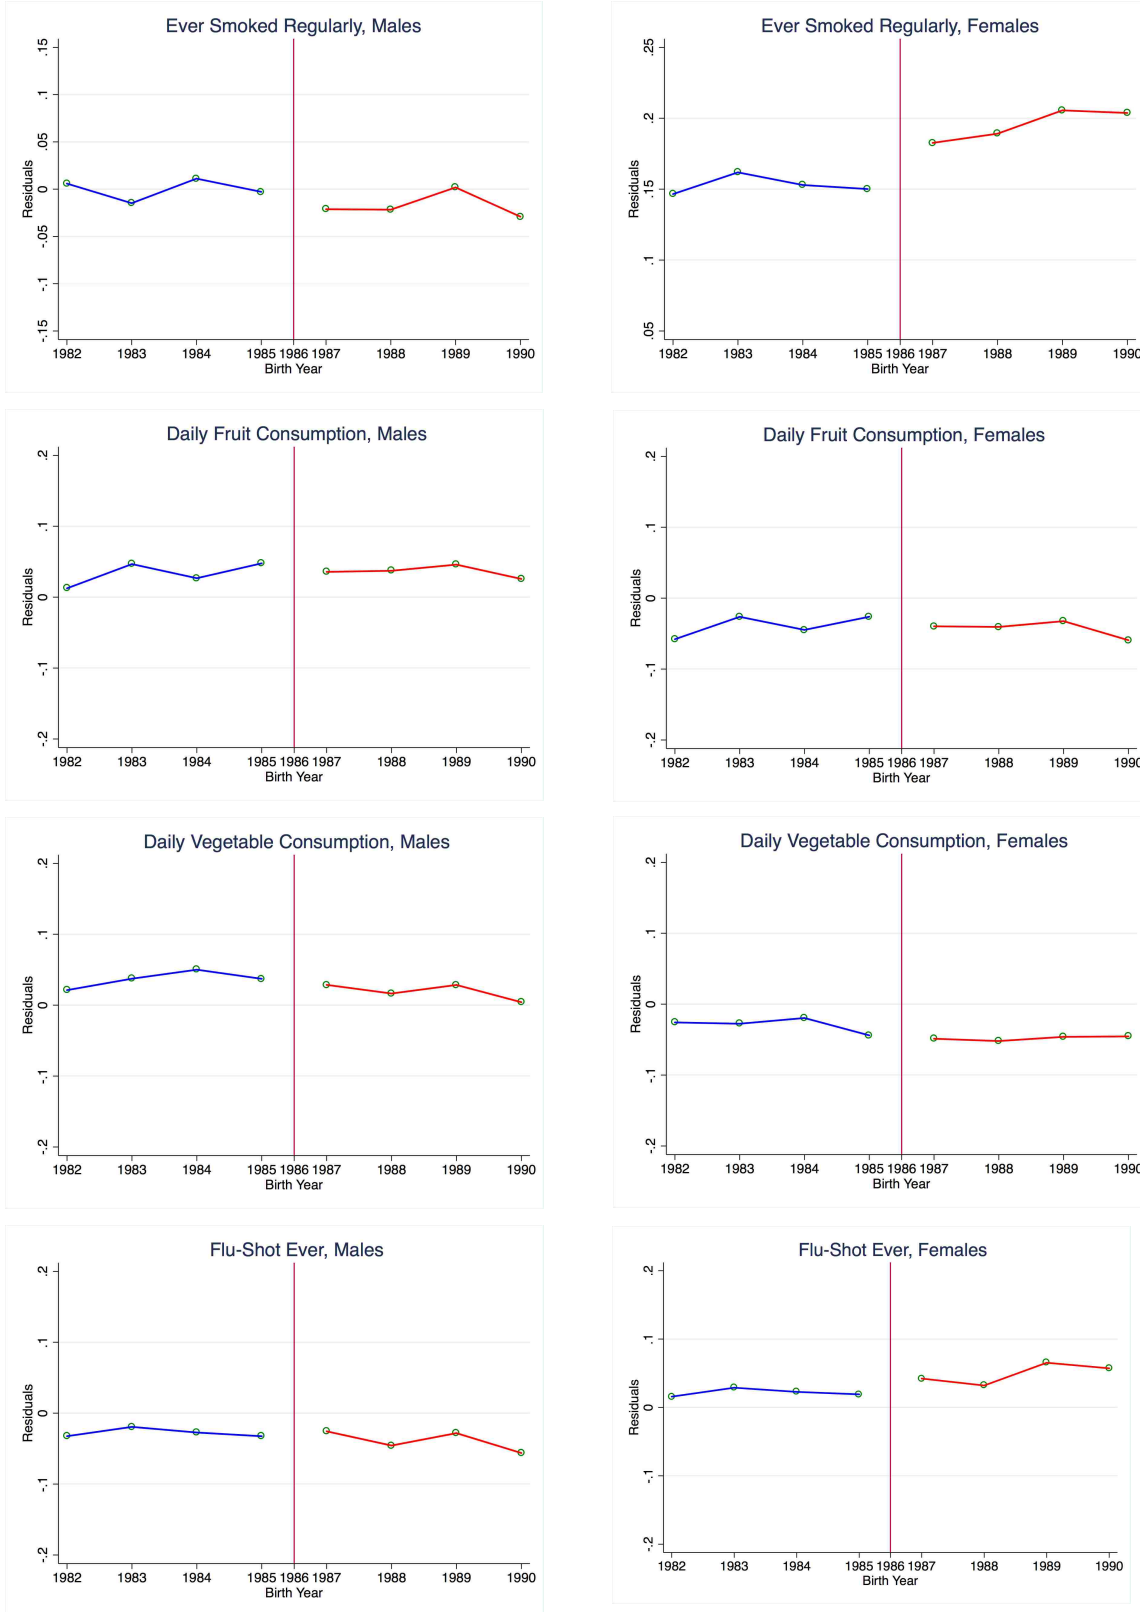 Ever Smoked Regularly, Males
.15
.1
.05
0
-.05
-.1
-.15
Residuals
1982 1983 1984 1985 1986 1987 1988 1989 1990
Birth Year
Ever Smoked Regularly, Females
.25
.2
.15
.1
.05
Residuals
1982 1983 1984 1985 1986 1987 1988 1989 1990
Birth Year
Daily Fruit Consumption, Males
.2
.1
0
-.1
-.2
Residuals
1982 1983 1984 1985 1986 1987 1988 1989 1990
Birth Year
Daily Fruit Consumption, Females
.2
.1
0
-.1
-.2
Residuals
1982 1983 1984 1985 1986 1987 1988 1989 1990
Birth Year
Daily Vegetable Consumption, Males
.2
.1
0
-.1
-.2
Residuals
1982 1983 1984 1985 1986 1987 1988 1989 1990
Birth Year
Daily Vegetable Consumption, Females
.2
.1
0
-.1
-.2
Residuals
1982 1983 1984 1985 1986 1987 1988 1989 1990
Birth Year
Flu-Shot Ever, Males
.2
.1
0
-.1
-.2
Residuals
1982 1983 1984 1985 1986 1987 1988 1989 1990
Birth Year
Flu-Shot Ever, Females
.2
.1
0
-.1
-.2
Residuals
1982 1983 1984 1985 1986 1987 1988 1989 1990
Birth Year